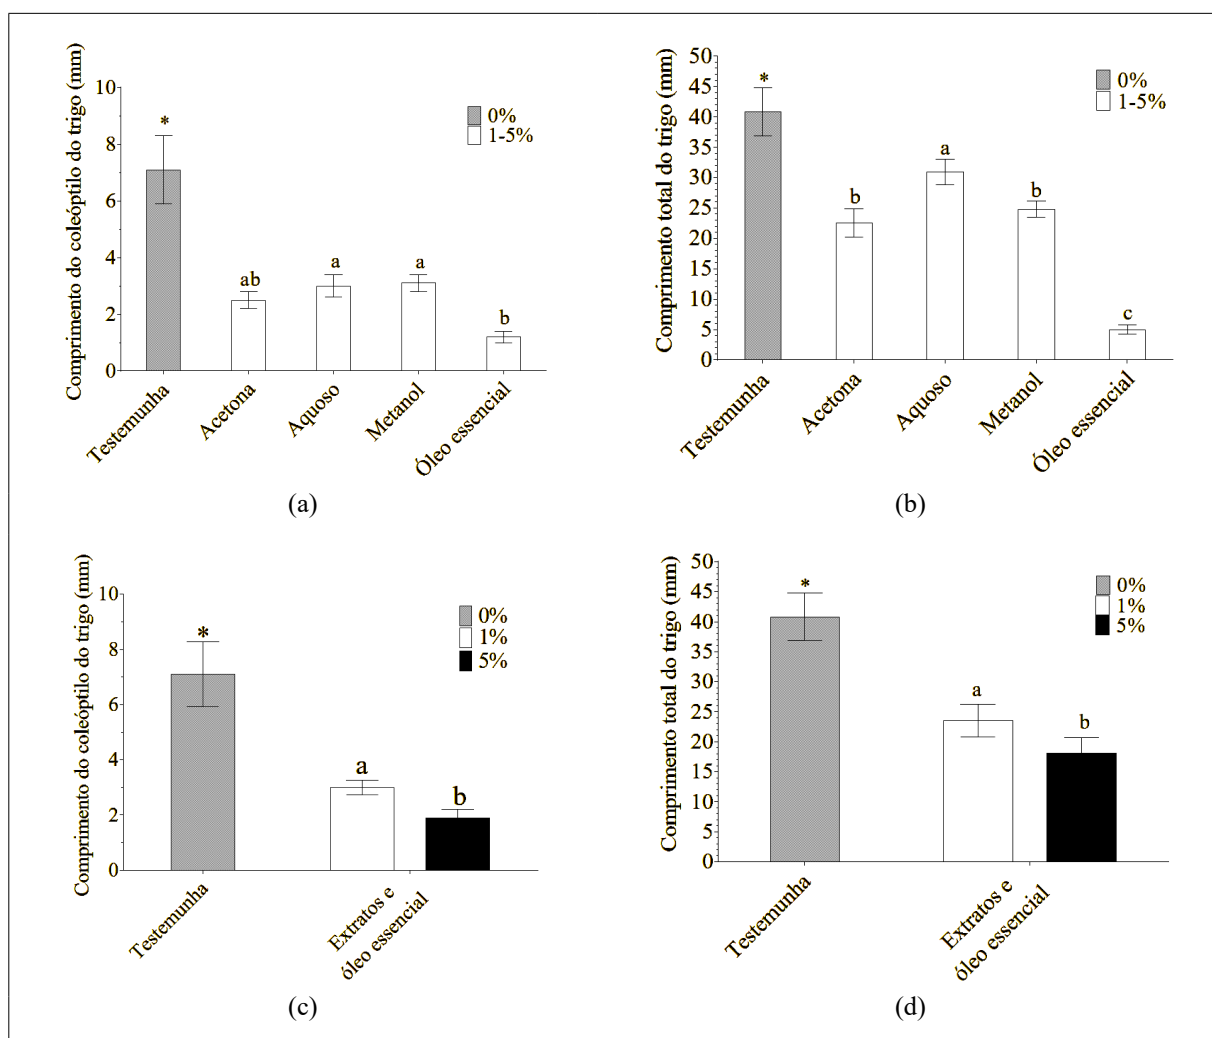 Comprimento do coleóptilo do trigo (mm)
10
8
6
4
2
0
*
ab
a
a
b
0%
1-5%
Testemunha
Acetona
Aquoso
Metanol
Óleo essencial
(a)
Comprimento total do trigo (mm)
50
45
40
35
30
25
20
15
10
5
0
*
b
a
b
c
0%
1-5%
Testemunha
Acetona
Aquoso
Metanol
Óleo essencial
(b)
Comprimento do coleóptilo do trigo (mm)
10
8
6
4
2
0
*
a
b
0%
1%
5%
Testemunha
Extratos e
óleo essencial
(c)
Comprimento total do trigo (mm)
50
45
40
35
30
25
20
15
10
5
0
*
a
b
0%
1%
5%
Testemunha
Extratos e
óleo essencial
(d)